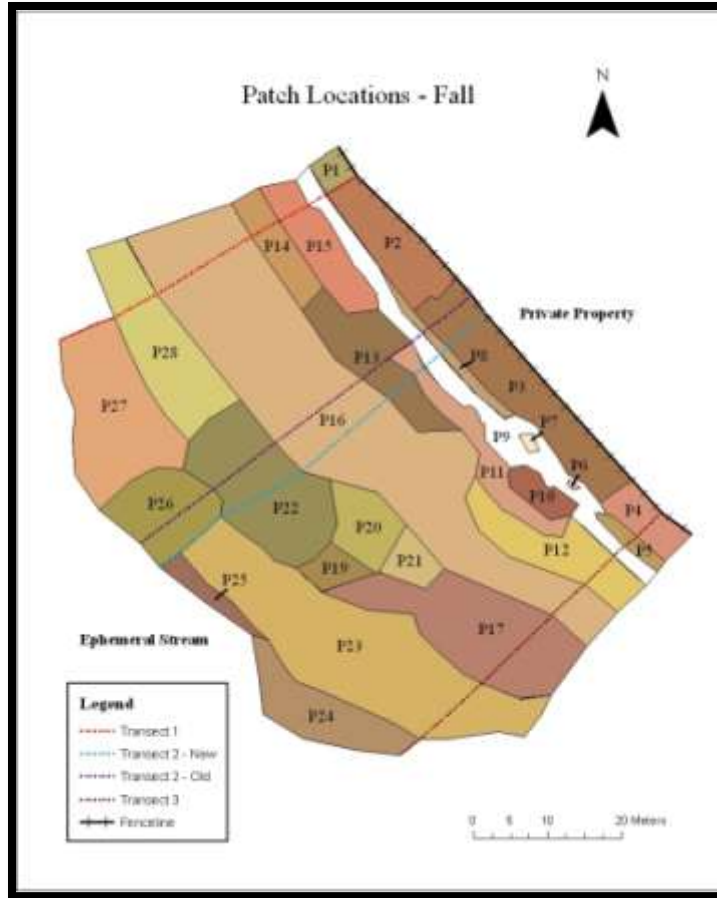 Patch Locations - Fall
N
P1
P2
P14
P15
Private Property
P13
P8
P28
P3
P27
P16
P7
P9
P6
P11
P10
P4
P26
P22
P20
P12
P5
P21
P19
P25
P17
Ephemeral Stream
P23
P24
Legend
Transect 1
Transect 2 - New
Transect 2 - Old
Transect 3
Fenceline
0 5 10 20 Meters